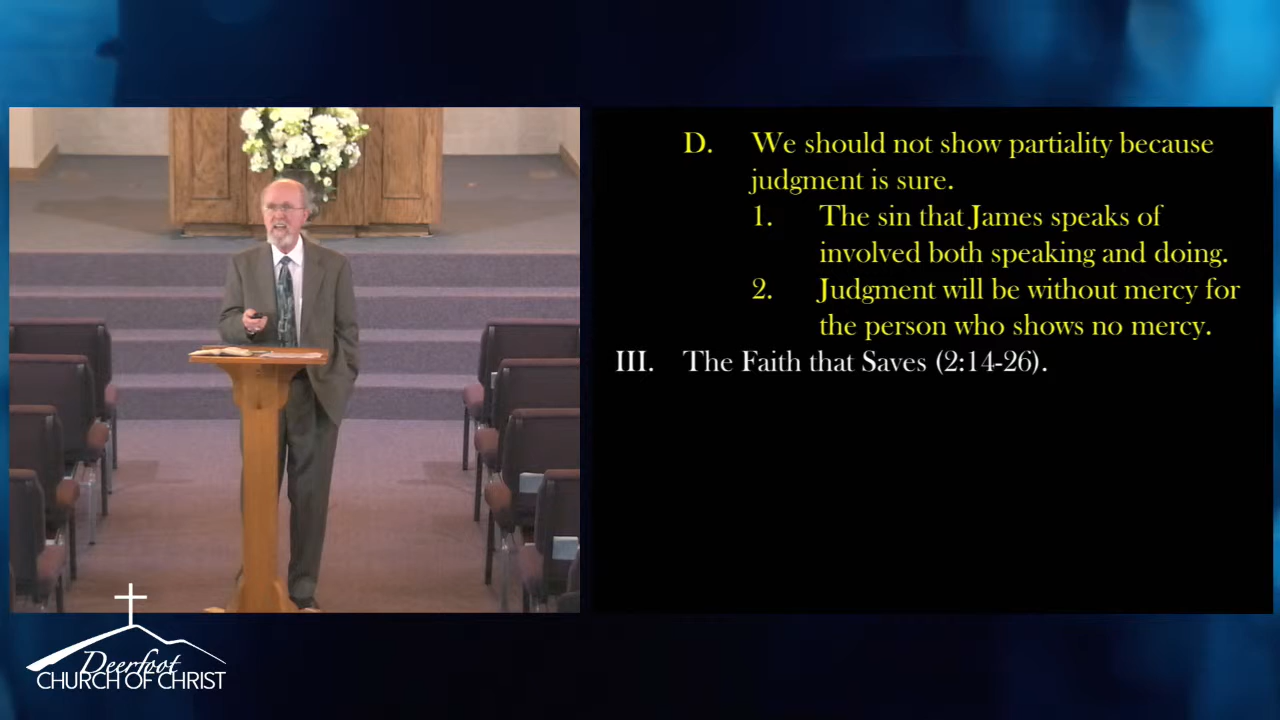 D. We should not show partiality because
judgment is sure.
1. The sin that James speaks of
involved both speaking and doing.
2. Judgment will be without mercy for
the person who shows no mercy.
III. The Faith that Saves (2:14-26).
Deerfoot
CHURCH OF CHRIST